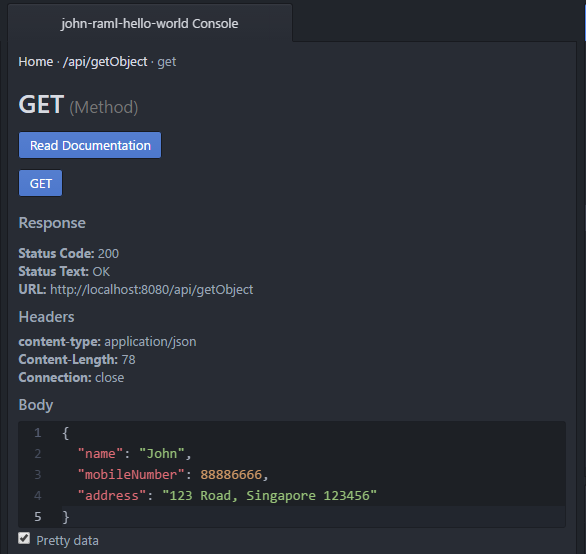 john-raml-hello-world Console
Home · /api/getObject · get
GET (Method)
Read Documentation
GET
Response
Status Code: 200
Status Text: OK
URL: http://localhost:8080/api/getObject
Headers
content-type: application/json
Content-Length: 78
Connection: close
Body
1 {
2 "name": "John",
3 "mobileNumber": 88886666,
4 "address": "123 Road, Singapore 123456"
5 }
Pretty data